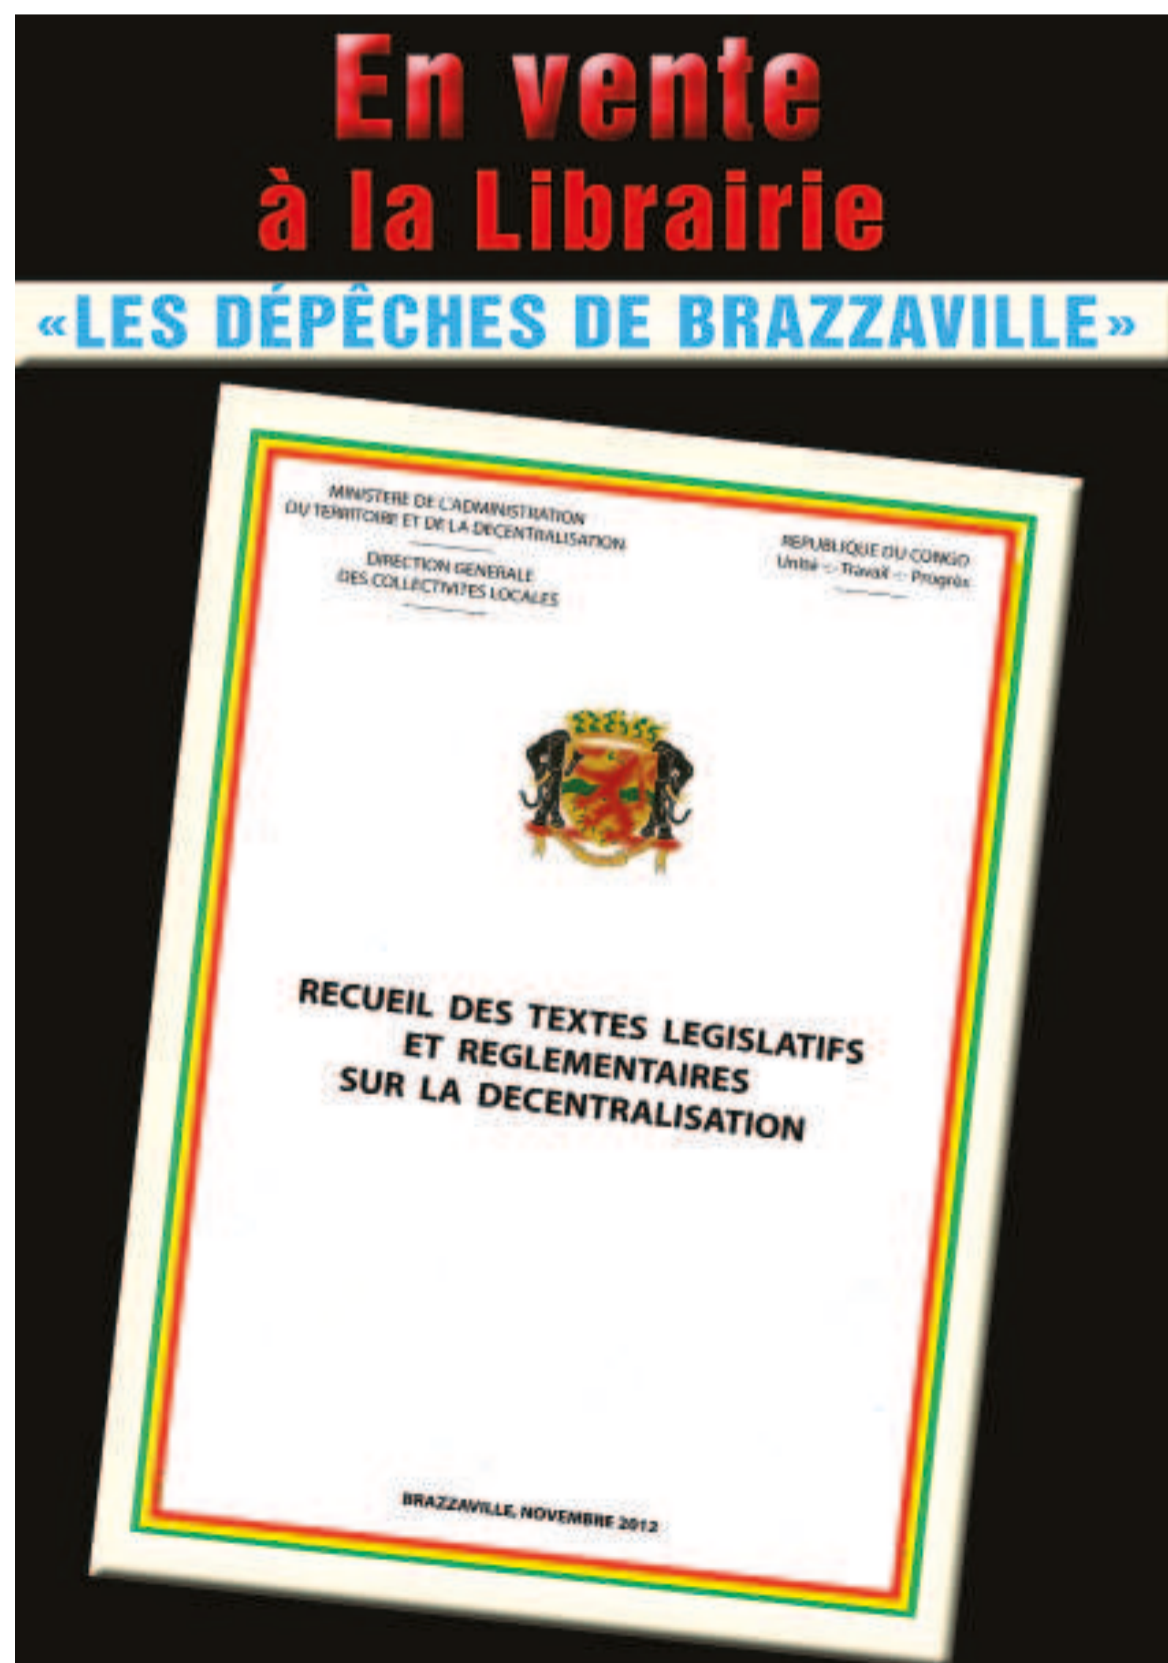 En vente
à la Librairie
«LES DÉPÊCHES DE BRAZZAVILLE»
MINISTERE DE L'ADMINISTRATION
DU TERRITOIRE ET DE LA DECENTRALISATION
DIRECTION GENERALE
DES COLLECTIVITES LOCALES
REPUBLIQUE DU CONGO
Unité - Travail - Progrès
RECUEIL DES TEXTES LEGISLATIFS
ET REGLEMENTAIRES
SUR LA DECENTRALISATION
BRAZZAVILLE, NOVEMBRE 2012